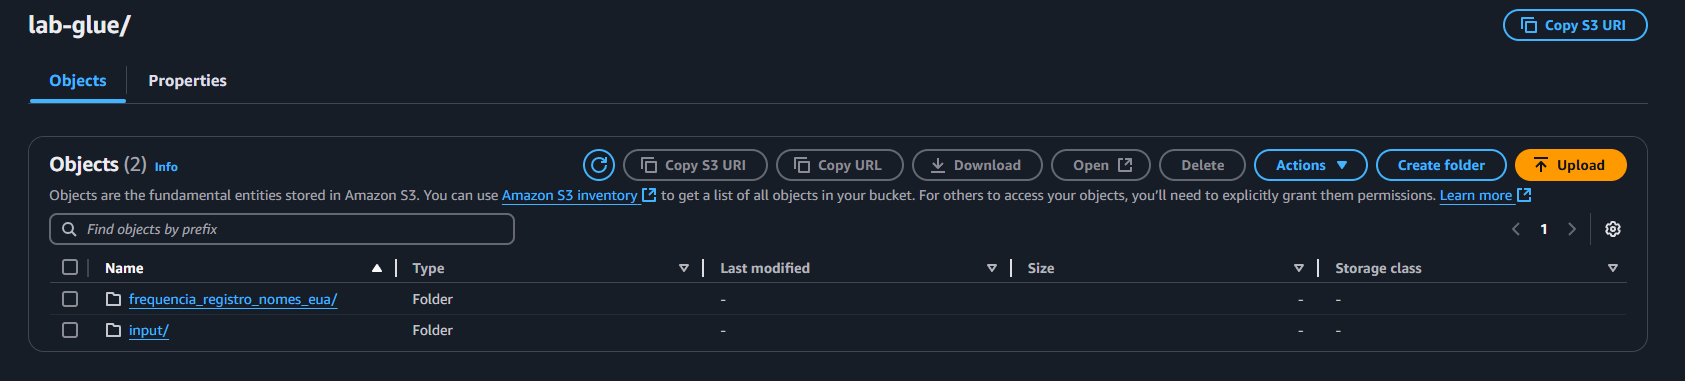 lab-glue/
Copy S3 URI
Objects
Properties
Objects (2) Info
Copy S3 URI
Copy URL
Download
Open
Delete
Actions
Create folder
Upload
Objects are the fundamental entities stored in Amazon S3. You can use Amazon S3 inventory to get a list of all objects in your bucket. For others to access your objects, you'll need to explicitly grant them permissions. Learn more
Find objects by prefix
1
Name Type Last modified Size Storage class
frequencia_registro_nomes_eua/ Folder - - -
input/ Folder - - -